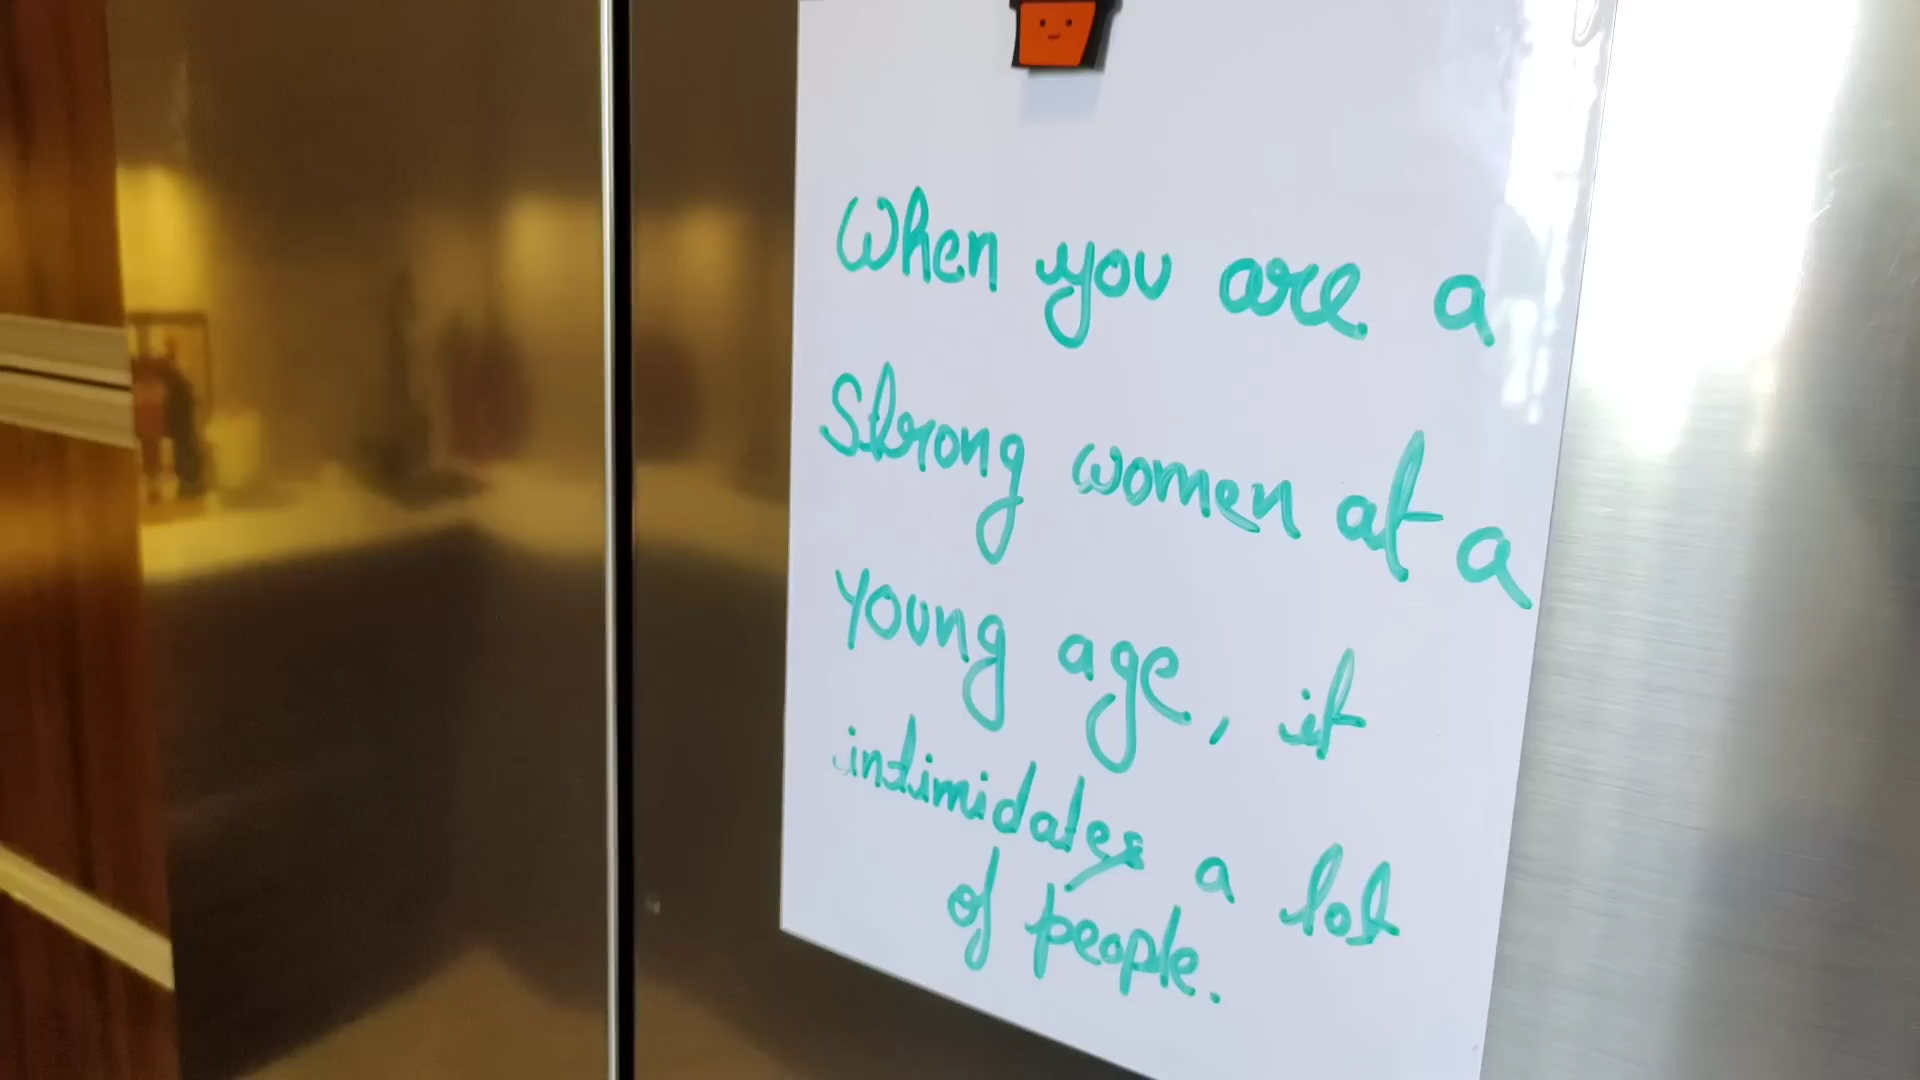 When you are a
Strong women at a
young age, it
intimidates a lot
of people.